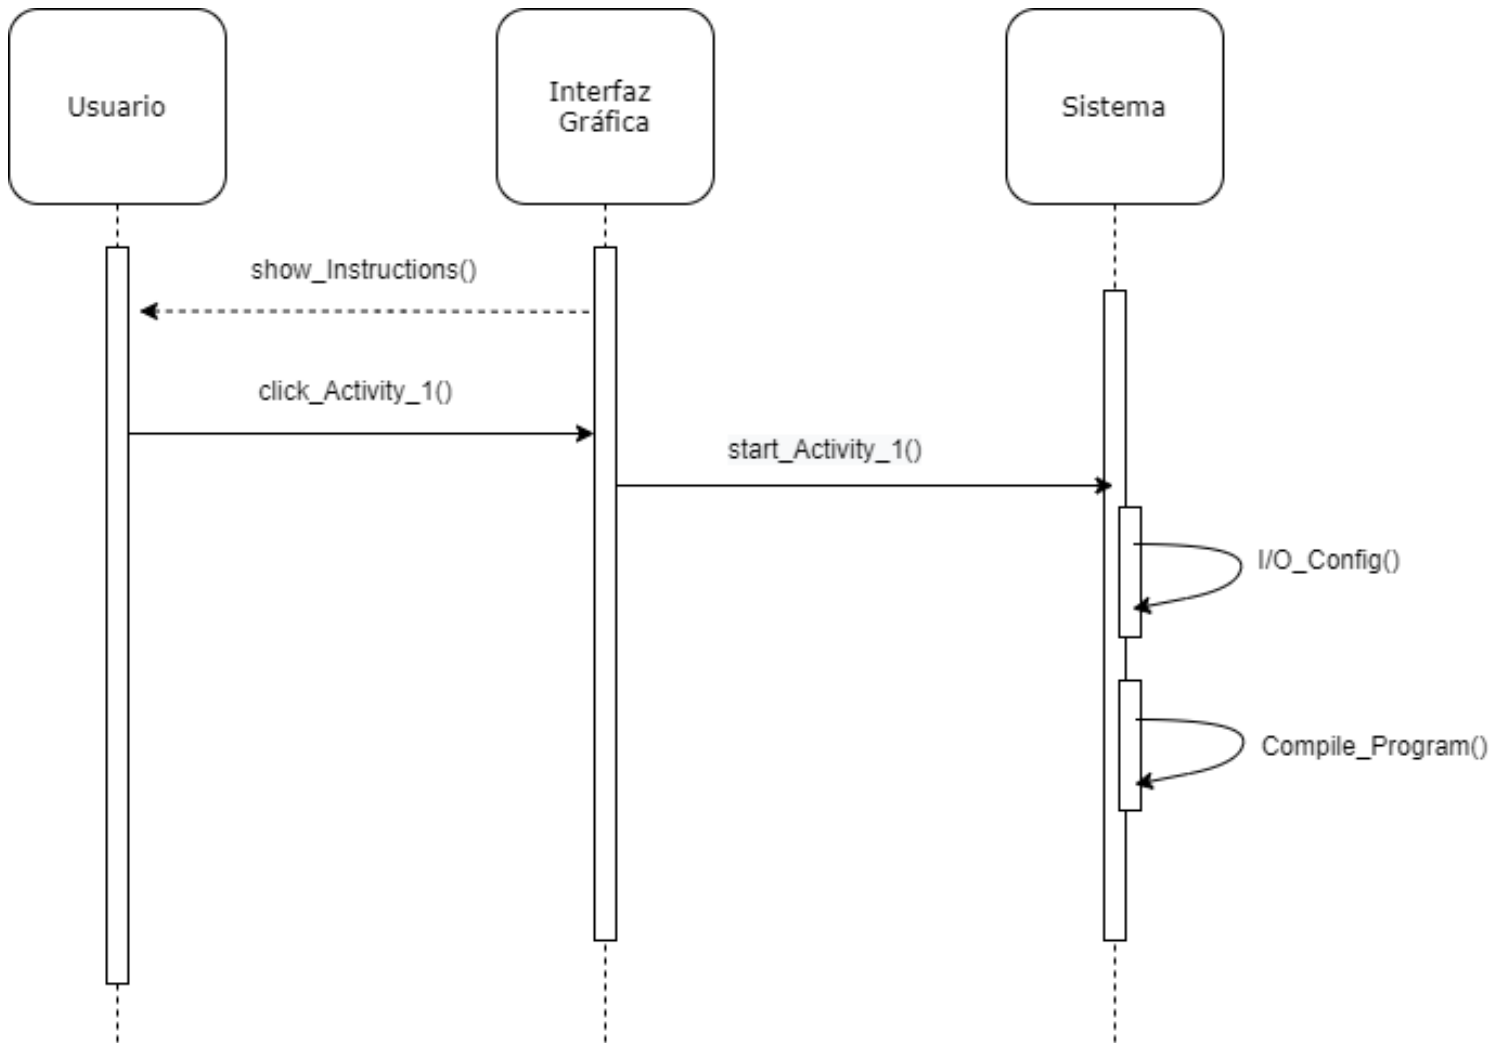 Usuario
Interfaz
Gráfica
Sistema
show_Instructions()
click_Activity_1()
start_Activity_1()
I/O_Config()
Compile_Program()